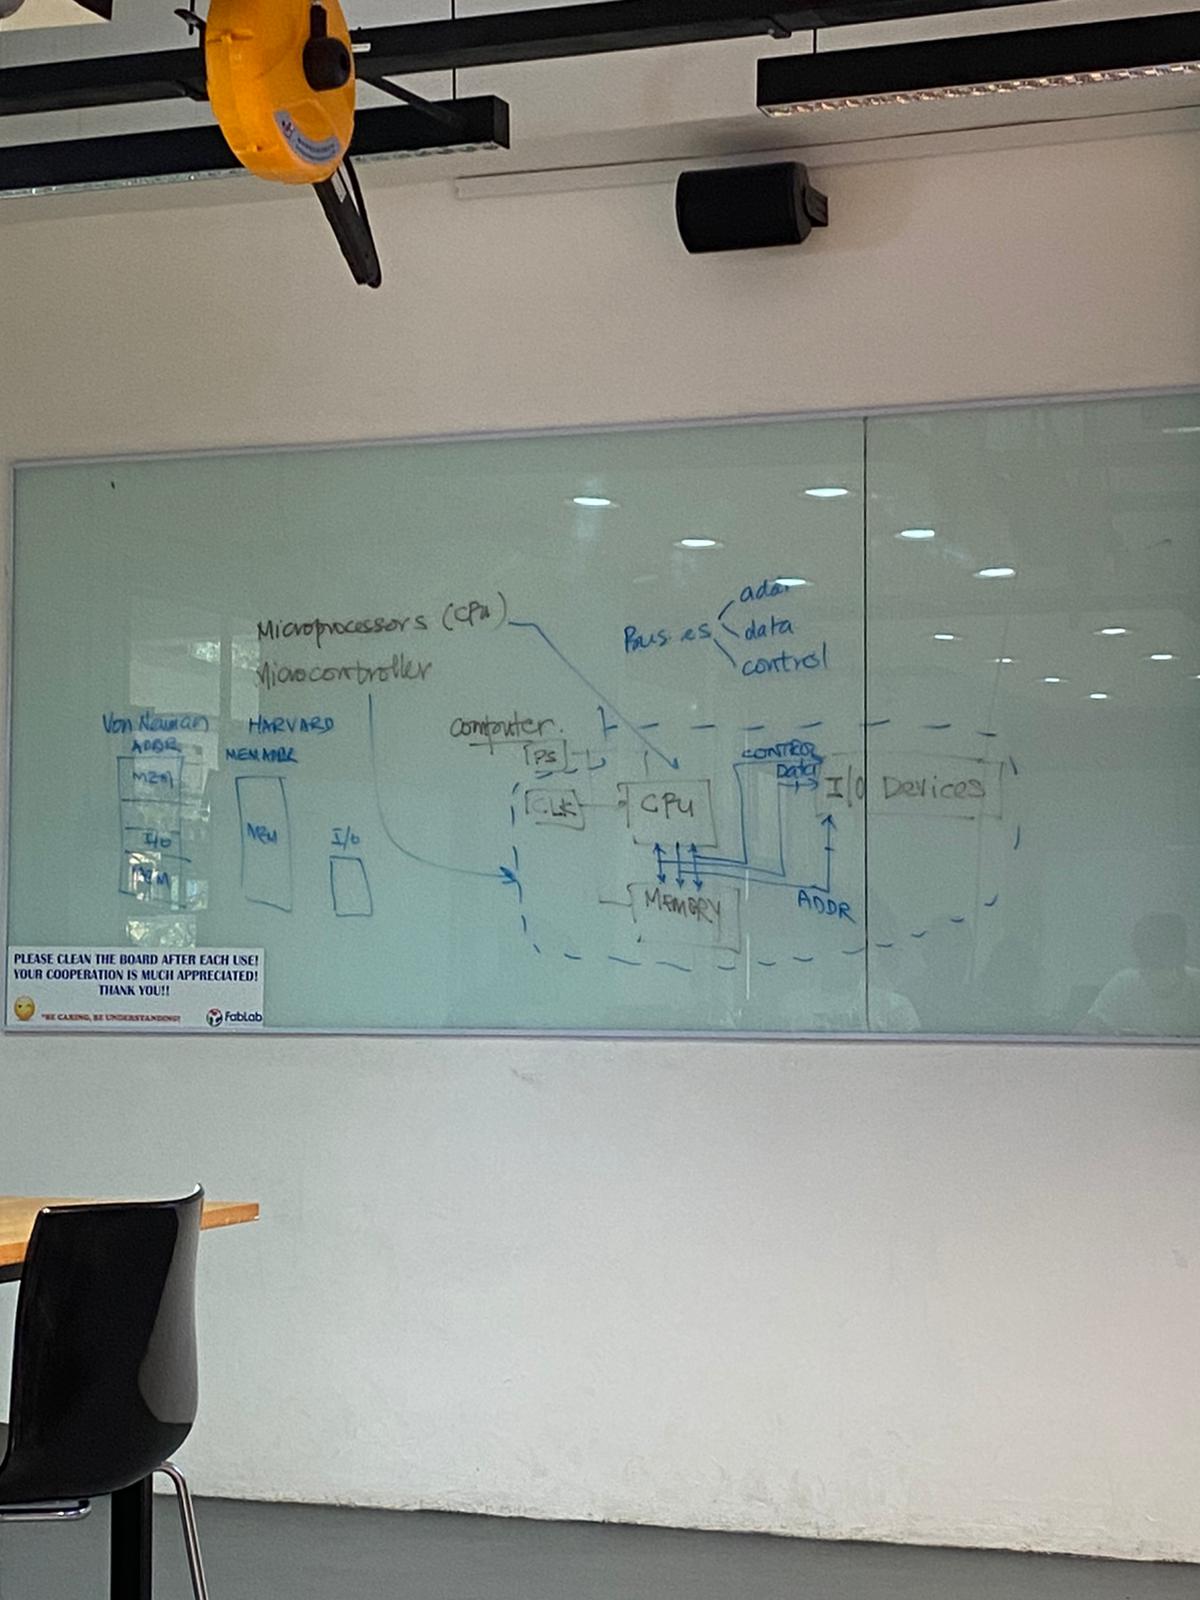 Microprocessors (CPU)
Microcontroller
Buses
addr
data
control
Von Neuman
ADDR
MEM
I/O
MEM
HARVARD
MEM ADDR
MEM
I/O
Computer.
PS
CLK
CPU
MEMORY
CONTROL
Data
I/O Devices
ADDR
PLEASE CLEAN THE BOARD AFTER EACH USE!
YOUR COOPERATION IS MUCH APPRECIATED!
THANK YOU!!
"BE CARING, BE UNDERSTANDING!
FabLab